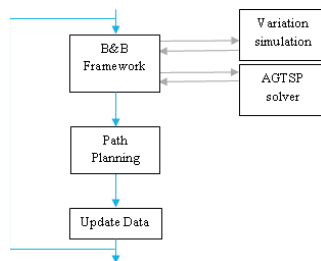 Variation
simulation
B&B
Framework
AGTSP
solver
Path
Planning
Update Data